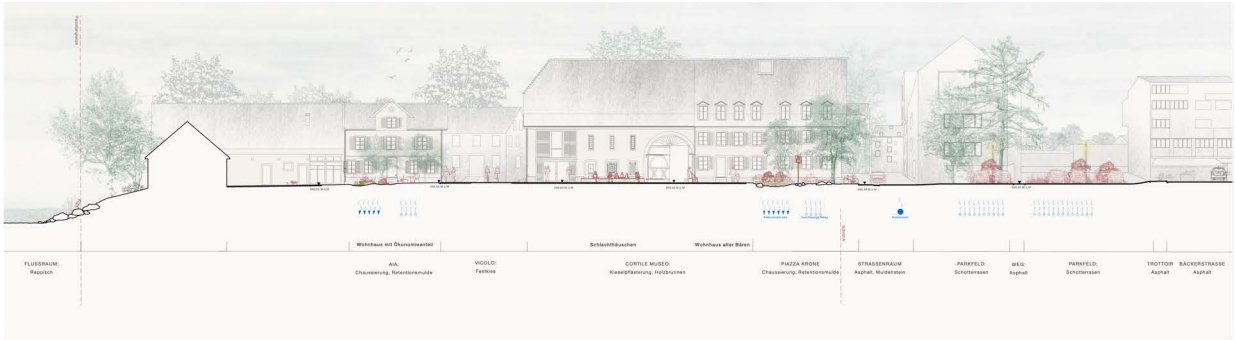 Wohnhaus mit Ökonomieanteil
Schlachthäuschen
Wohnhaus alter Bären
FLUSSRAUM:
Reppisch
AIA:
Chaussierung, Retentionsmulde
VICOLO:
Festkies
CORTILE MUSEO:
Kieselpflästerung, Holzbrunnen
PIAZZA KRONE
Chaussierung, Retentionsmulde
STRASSENRAUM
Asphalt, Muldenstein
PARKFELD:
Schotterrasen
WEG:
Asphalt
PARKFELD:
Schotterrasen
TROTTOIR
Asphalt
BÄCKERSTRASSE
Asphalt